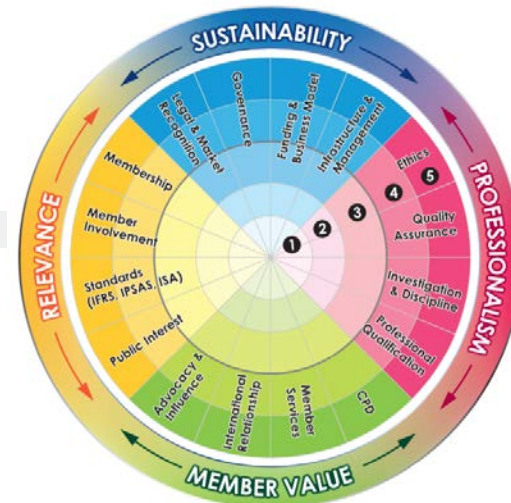 SUSTAINABILITY
Legal & Market
Recognition
Governance
Funding &
Business Model
Infrastructure &
Management
Ethics
Quality
Assurance
Investigation
& Discipline
Professional
Qualification
PROFESSIONALISM
1
2
3
4
5
RELEVANCE
Membership
Member
Involvement
Standards
(IFRS, IPSAS, ISA)
Public Interest
Advocacy &
Influence
International
Relationship
Member
Services
CPD
MEMBER VALUE